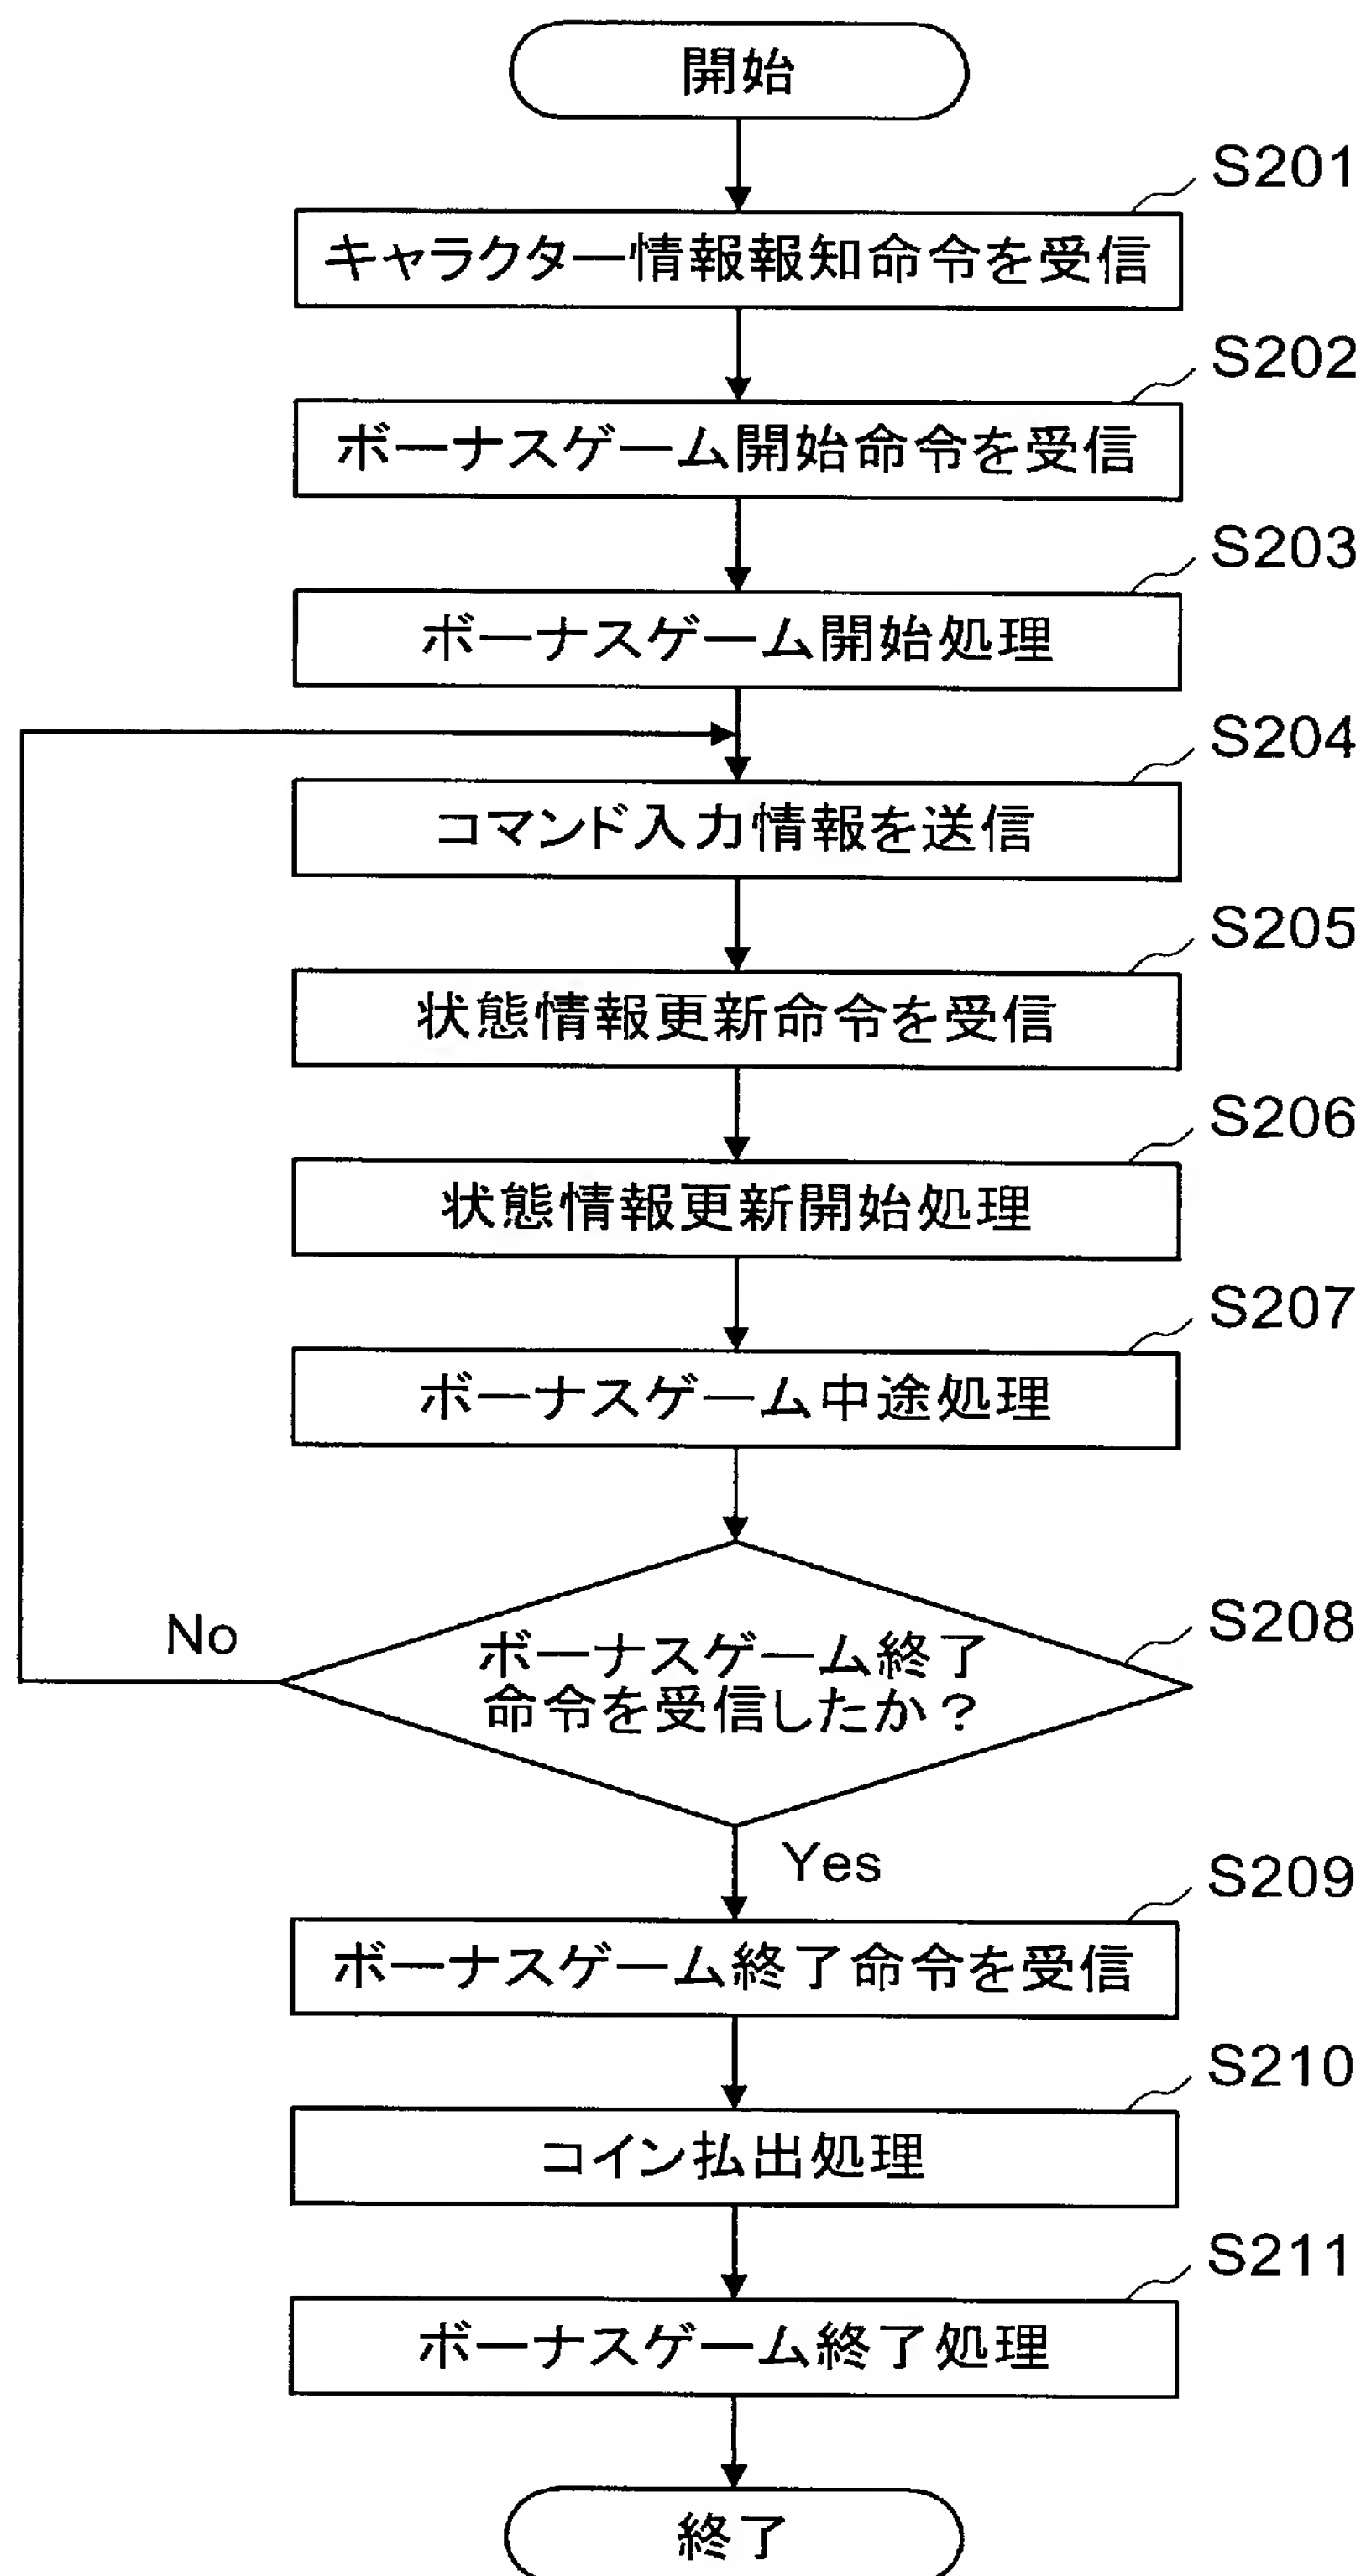 開始
S201
キャラクター情報報知命令を受信
S202
ボーナスゲーム開始命令を受信
S203
ボーナスゲーム開始処理
S204
コマンド入力情報を送信
S205
状態情報更新命令を受信
S206
状態情報更新開始処理
S207
ボーナスゲーム中途処理
S208
No
ボーナスゲーム終了
命令を受信したか？
Yes
S209
ボーナスゲーム終了命令を受信
S210
コイン払出処理
S211
ボーナスゲーム終了処理
終了